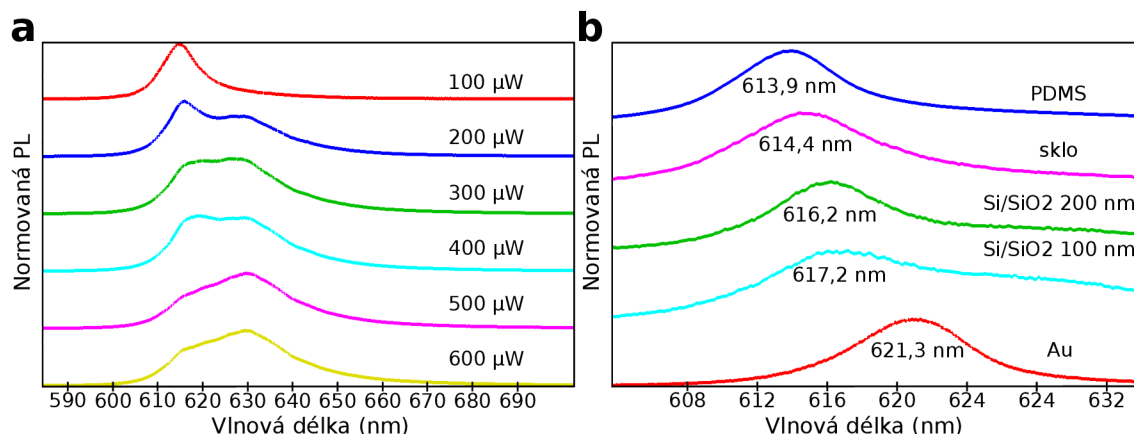 a
Normovaná PL
100 µW
200 µW
300 µW
400 µW
500 µW
600 µW
590 600 610 620 630 640 650 660 670 680 690
Vlnová délka (nm)
b
Normovaná PL
613,9 nm
PDMS
614,4 nm
sklo
616,2 nm
Si/SiO2 200 nm
617,2 nm
Si/SiO2 100 nm
621,3 nm
Au
608 612 616 620 624 624 632
Vlnová délka (nm)